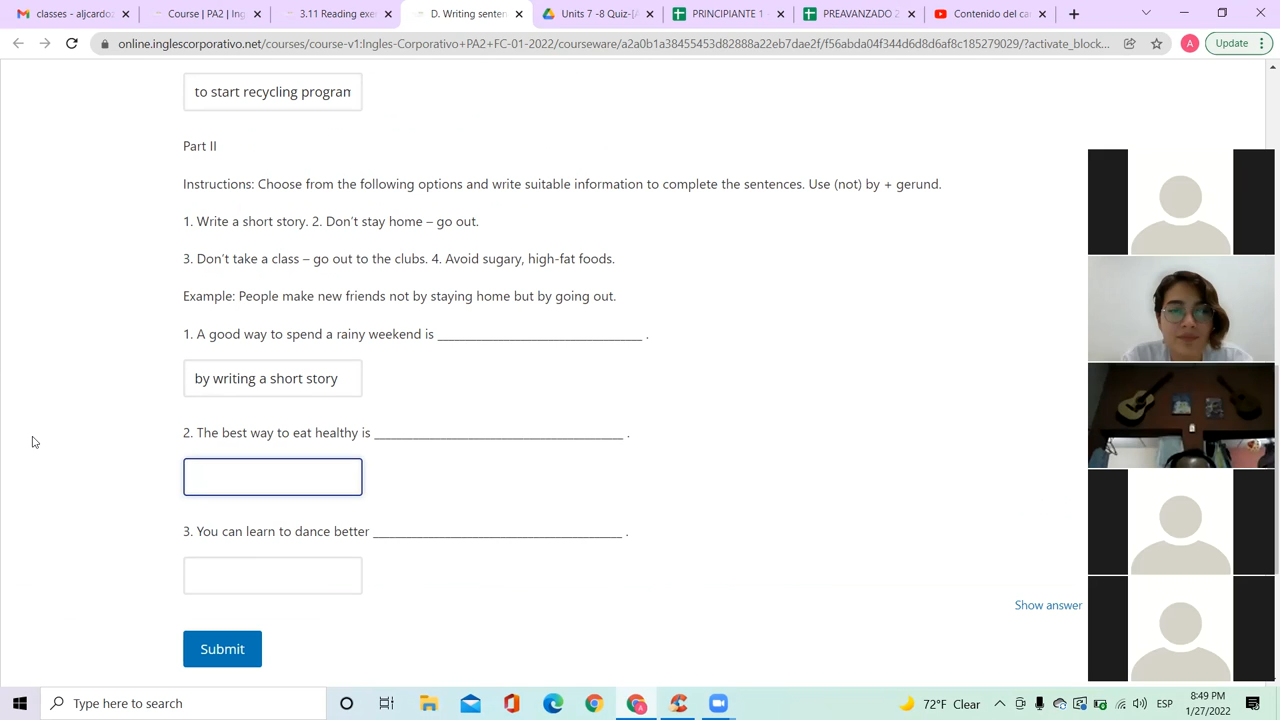 classes - aljcar
Course | PA2 | In
3.11 Reading exe
D. Writing senten
Units 7 -8 Quiz-[
PRINCIPIANTE 1
PREAVANZADO 2
Contenido del ca
online.inglescorporativo.net/courses/course-v1:Ingles-Corporativo+PA2+FC-01-2022/courseware/a2a0b1a38455453d82888a22eb7dae2f/f56abda04f344d6d8d6af8c185279029/?activate_block...
A
Update
to start recycling program
Part II
Instructions: Choose from the following options and write suitable information to complete the sentences. Use (not) by + gerund.
1. Write a short story. 2. Don't stay home – go out.
3. Don't take a class – go out to the clubs. 4. Avoid sugary, high-fat foods.
Example: People make new friends not by staying home but by going out.
1. A good way to spend a rainy weekend is ______________________________ .
by writing a short story
2. The best way to eat healthy is ____________________________________ .
3. You can learn to dance better ____________________________________ .
Show answer
Submit
Type here to search
72°F Clear
ESP
8:49 PM
1/27/2022